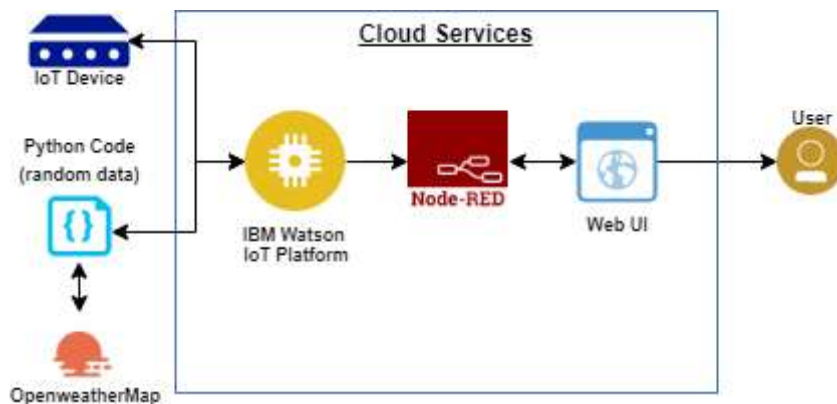 Cloud Services
IoT Device
Python Code
(random data)
{}
OpenweatherMap
IBM Watson
IoT Platform
Node-RED
Web UI
User